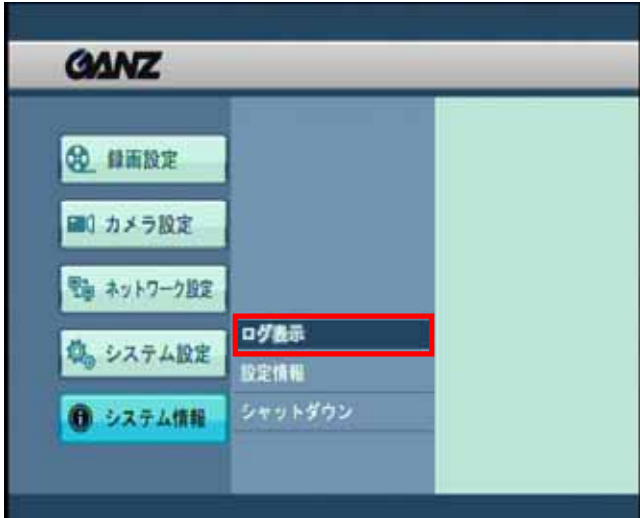 GANZ
録画設定
カメラ設定
ネットワーク設定
システム設定
システム情報
ログ表示
設定情報
シャットダウン